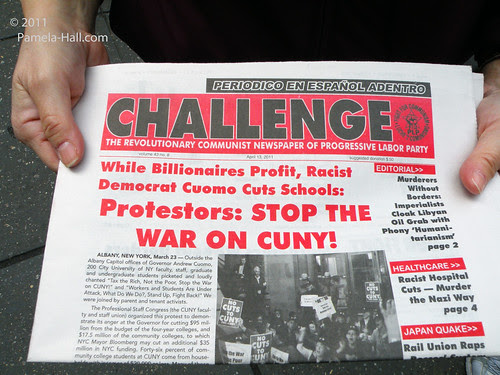 © 2011
Pamela-Hall.com
PERIODICO EN ESPAÑOL ADENTRO
CHALLENGE
THE REVOLUTIONARY COMMUNIST NEWSPAPER OF PROGRESSIVE LABOR PARTY
April 13, 2011
suggested donation
While Billionaires Profit, Racist
Democrat Cuomo Cuts Schools:
Protestors: STOP THE
WAR ON CUNY!
ALBANY, NEW YORK, March 23 — Outside the
Albany Capitol offices of Governor Andrew Cuomo,
200 City University of NY faculty, staff, graduate
and undergraduate students picketed and loudly
chanted "Tax the Rich, Not the Poor, Stop the War
on CUNY!" and "Workers and Students Are Under
Attack, What Do We Do?, Stand Up, Fight Back!" We
were joined by parent and tenant activists.
The Professional Staff Congress (the CUNY facul-
ty and staff union) organized this protest to demon-
strate its anger at the Governor for cutting $95 mil-
lion from the budget of the four year colleges, and
$17.5 million of the community colleges, to which
NYC Mayor Bloomberg may cut an additional $35
million in NYC funding. Forty-six percent of com-
munity college students at CUNY come from house-
NO
CUTS
CUNY
NO
CUTS TO
CUNY
EDITORIAL>>
Murderers
Without
Borders:
Imperialists
Cloak Libyan
Oil Grab with
Phony 'Humani-
tarianism'
page 2
HEALTHCARE >>
Racist Hospital
Cuts — Murder
the Nazi Way
page 4
JAPAN QUAKE>>
Rail Union Raps